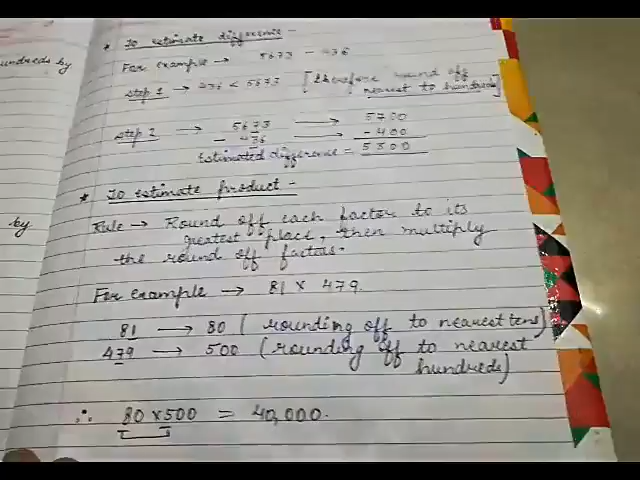 * To estimate difference -
undreds by
For example → 5673 - 436
step 1 → 436 < 5673 [therefore round off
nearest to hundreds]
step 2 → 5673 → 5700
- 436 → - 400
Estimated difference = 5300
* To estimate product -
by
Rule → Round off each factor to its
greatest place, then multiply
the round off factors.
For example → 81 × 479.
81 → 80 ( rounding off to nearest tens)
479 → 500 (rounding off to nearest
hundreds)
∴ 80 × 500 = 40,000.